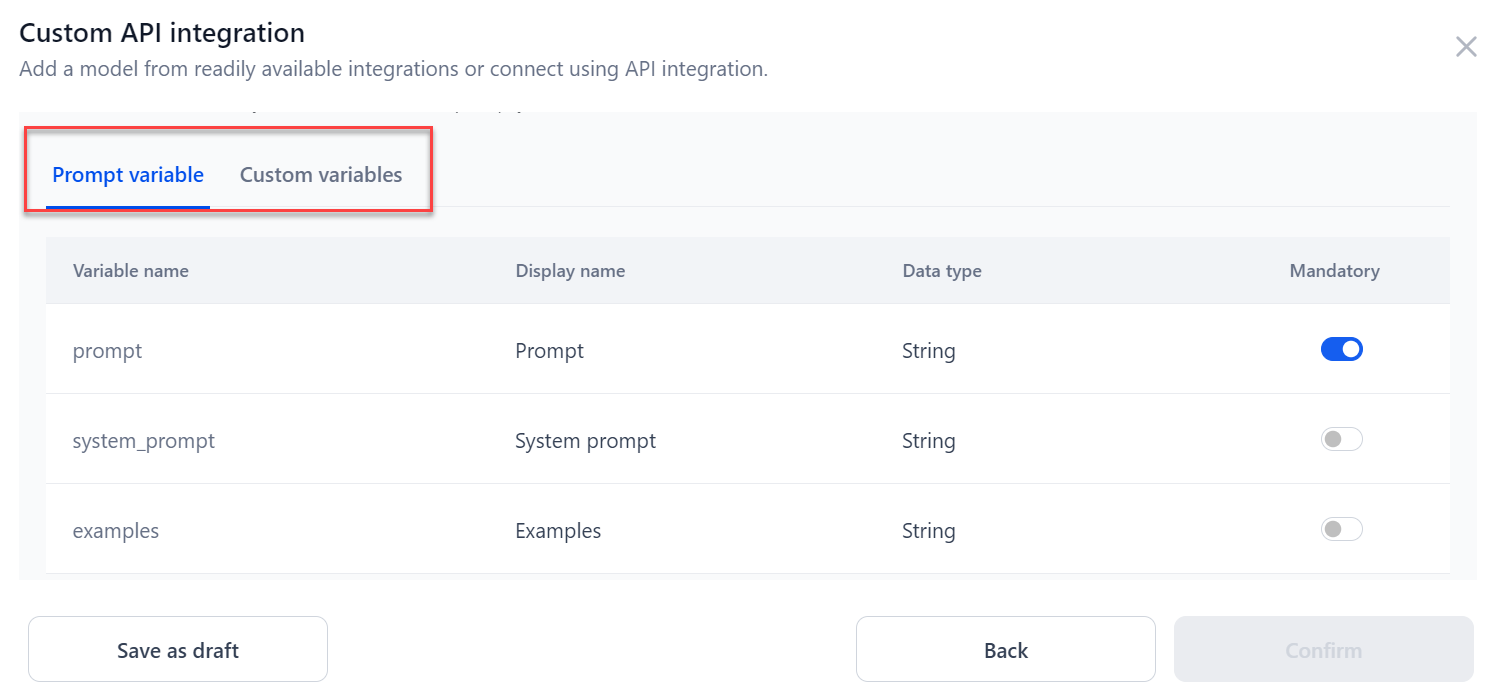 Custom API integration
Add a model from readily available integrations or connect using API integration.
Prompt variable Custom variables
Variable name Display name Data type Mandatory
prompt Prompt String
system_prompt System prompt String
examples Examples String
Save as draft Back Confirm